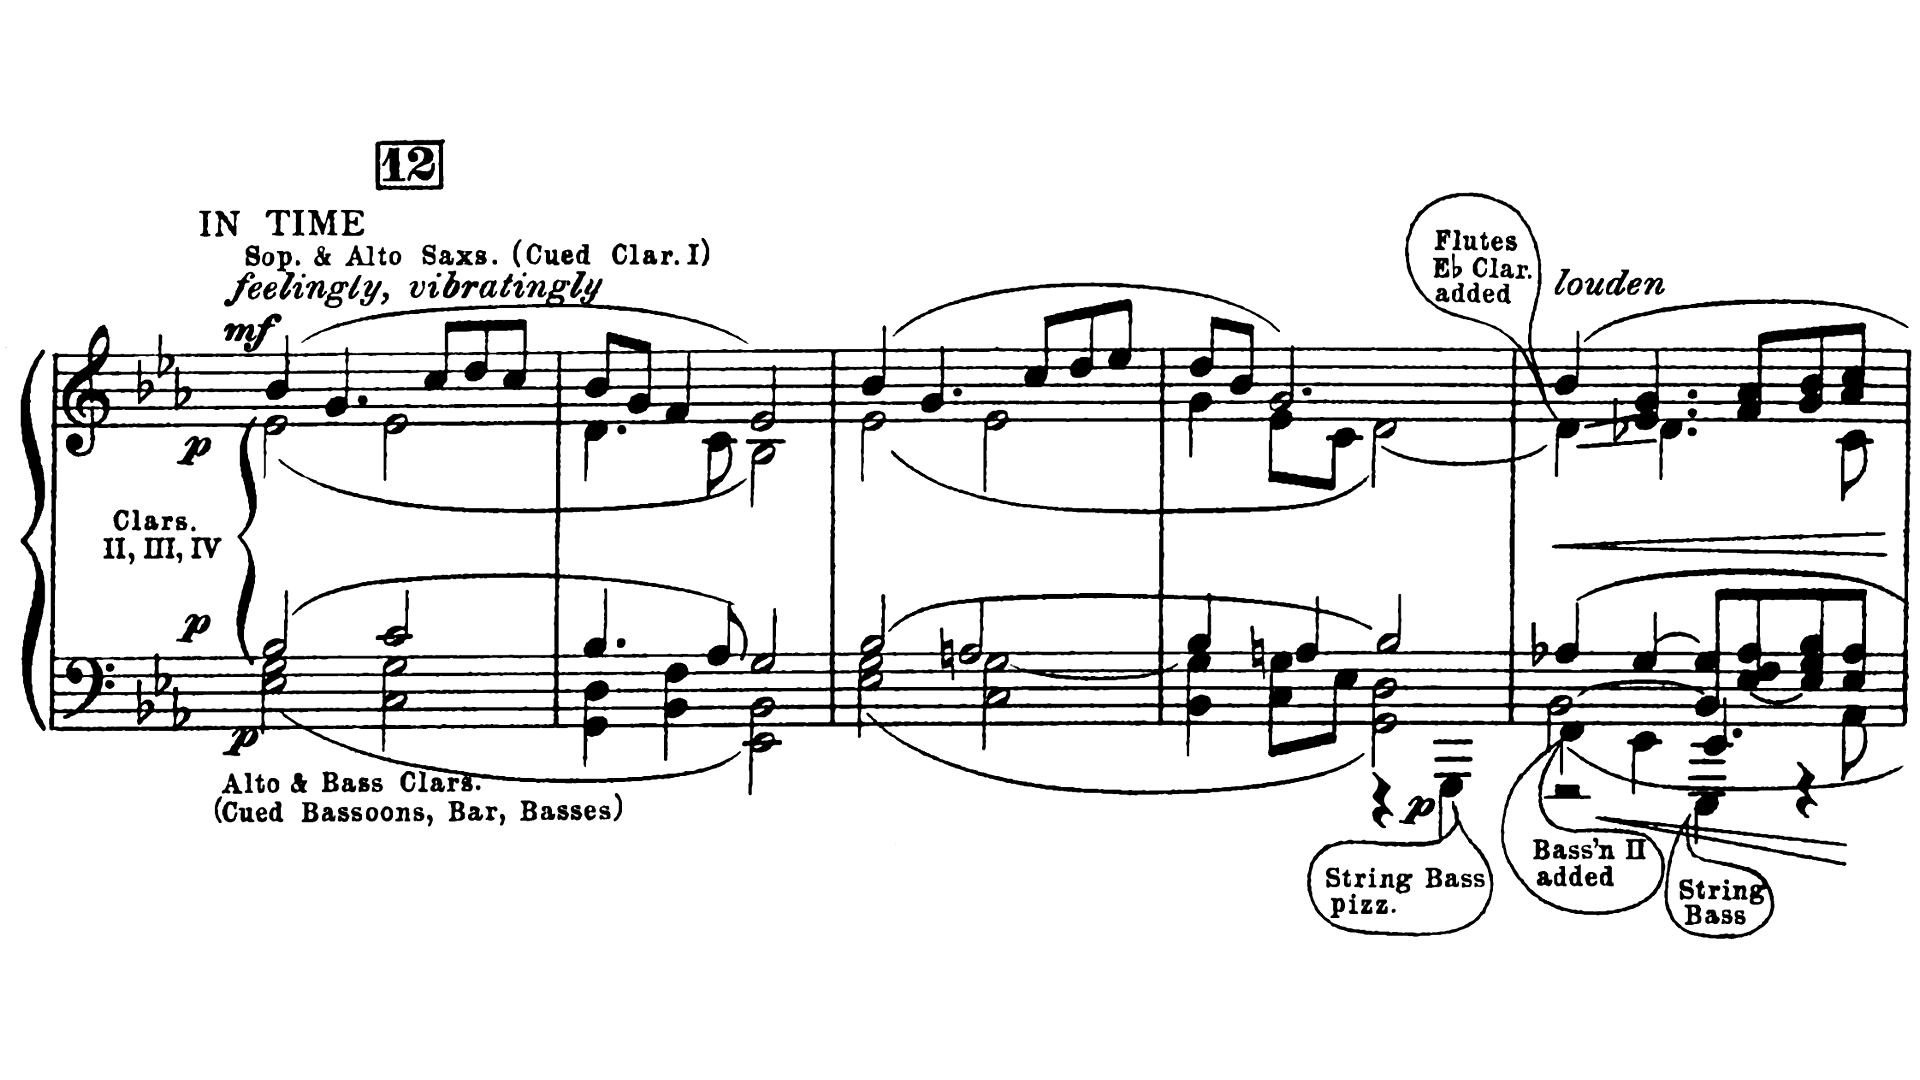 12
IN TIME
Sop. & Alto Saxs. (Cued Clar. I)
feelingly, vibratingly
mf
Flutes
E♭ Clar.
added
louden
p
Clars.
II, III, IV
p
p
Alto & Bass Clars.
(Cued Bassoons, Bar, Basses)
p
String Bass
pizz.
Bass'n II
added
String
Bass